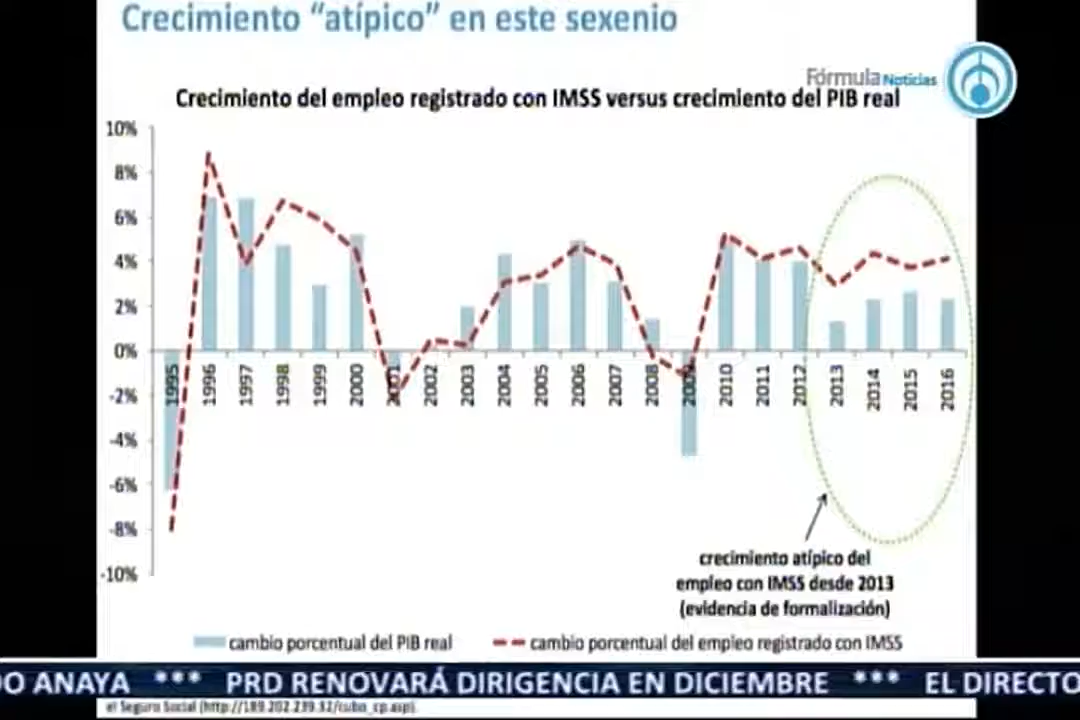 Crecimiento “atípico” en este sexenio
Fórmula Noticias
Crecimiento del empleo registrado con IMSS versus crecimiento del PIB real
10%
8%
6%
4%
2%
0%
-2%
-4%
-6%
-8%
-10%
1995 1996 1997 1998 1999 2000 2001 2002 2003 2004 2005 2006 2007 2008 2009 2010 2011 2012 2013 2014 2015 2016
crecimiento atípico del
empleo con IMSS desde 2013
(evidencia de formalización)
cambio porcentual del PIB real cambio porcentual del empleo registrado con IMSS
DO ANAYA *** PRD RENOVARÁ DIRIGENCIA EN DICIEMBRE *** EL DIRECTO
el Seguro Social